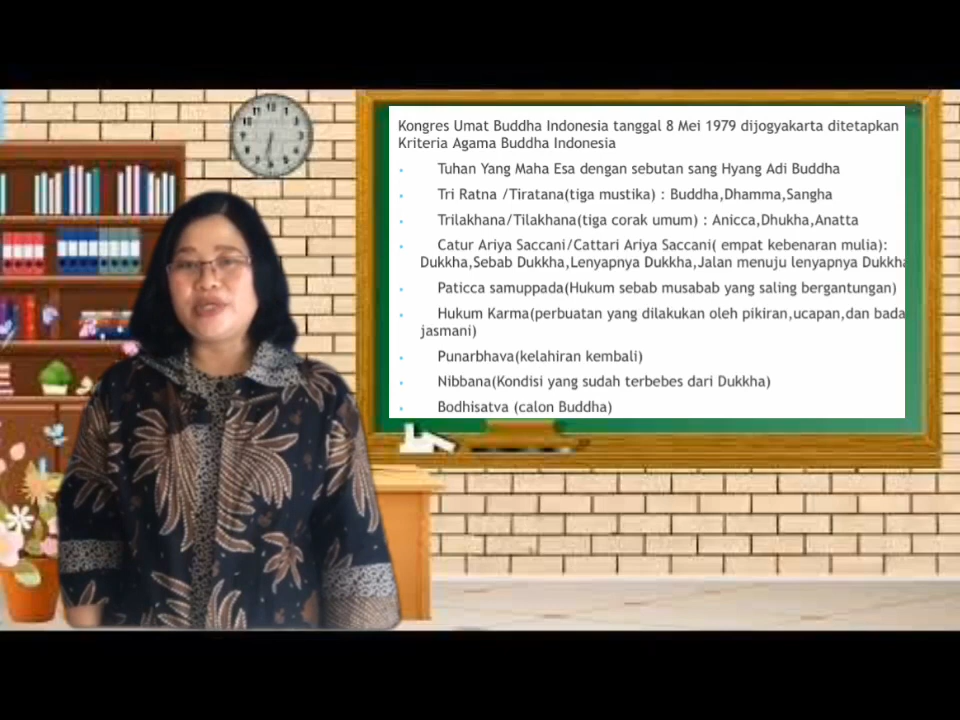 Kongres Umat Buddha Indonesia tanggal 8 Mei 1979 dijogyakarta ditetapkan
Kriteria Agama Buddha Indonesia
Tuhan Yang Maha Esa dengan sebutan sang Hyang Adi Buddha
Tri Ratna /Tiratana(tiga mustika) : Buddha,Dhamma,Sangha
Trilakhana/Tilakhana(tiga corak umum) : Anicca,Dhukha,Anatta
Catur Ariya Saccani/Cattari Ariya Saccani( empat kebenaran mulia):
Dukkha,Sebab Dukkha,Lenyapnya Dukkha,Jalan menuju lenyapnya Dukkha
Paticca samuppada(Hukum sebab musabab yang saling bergantungan)
Hukum Karma(perbuatan yang dilakukan oleh pikiran,ucapan,dan bada
jasmani)
Punarbhava(kelahiran kembali)
Nibbana(Kondisi yang sudah terbebes dari Dukkha)
Bodhisatva (calon Buddha)